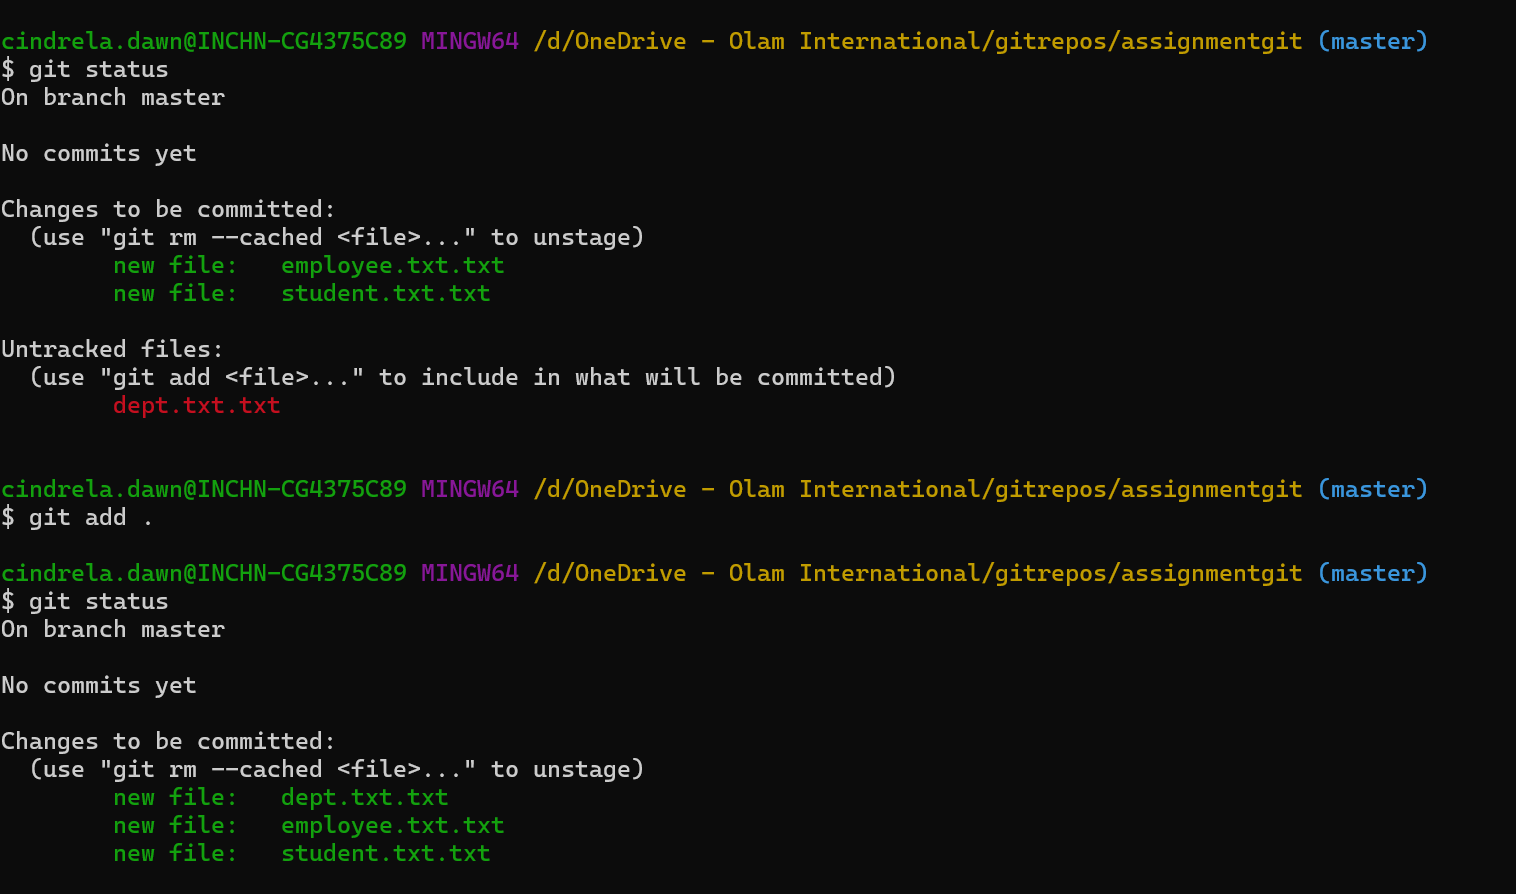 cindrela.dawn@INCHN-CG4375C89 MINGW64 /d/OneDrive - Olam International/gitrepos/assignmentgit (master)
$ git status
On branch master
No commits yet
Changes to be committed:
  (use "git rm --cached <file>..." to unstage)
        new file:   employee.txt.txt
        new file:   student.txt.txt
Untracked files:
  (use "git add <file>..." to include in what will be committed)
        dept.txt.txt
cindrela.dawn@INCHN-CG4375C89 MINGW64 /d/OneDrive - Olam International/gitrepos/assignmentgit (master)
$ git add .
cindrela.dawn@INCHN-CG4375C89 MINGW64 /d/OneDrive - Olam International/gitrepos/assignmentgit (master)
$ git status
On branch master
No commits yet
Changes to be committed:
  (use "git rm --cached <file>..." to unstage)
        new file:   dept.txt.txt
        new file:   employee.txt.txt
        new file:   student.txt.txt